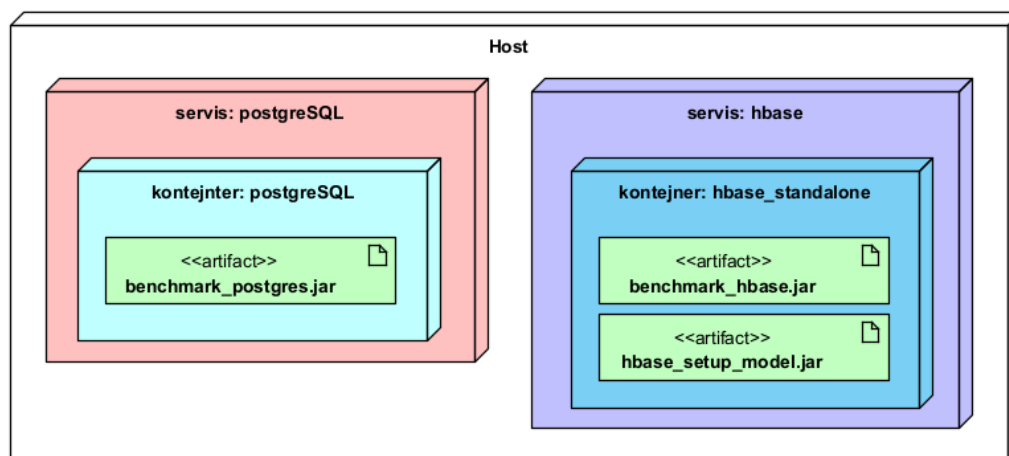 Host
servis: postgreSQL
kontejnter: postgreSQL
<<artifact>>
benchmark_postgres.jar
servis: hbase
kontejner: hbase_standalone
<<artifact>>
benchmark_hbase.jar
<<artifact>>
hbase_setup_model.jar